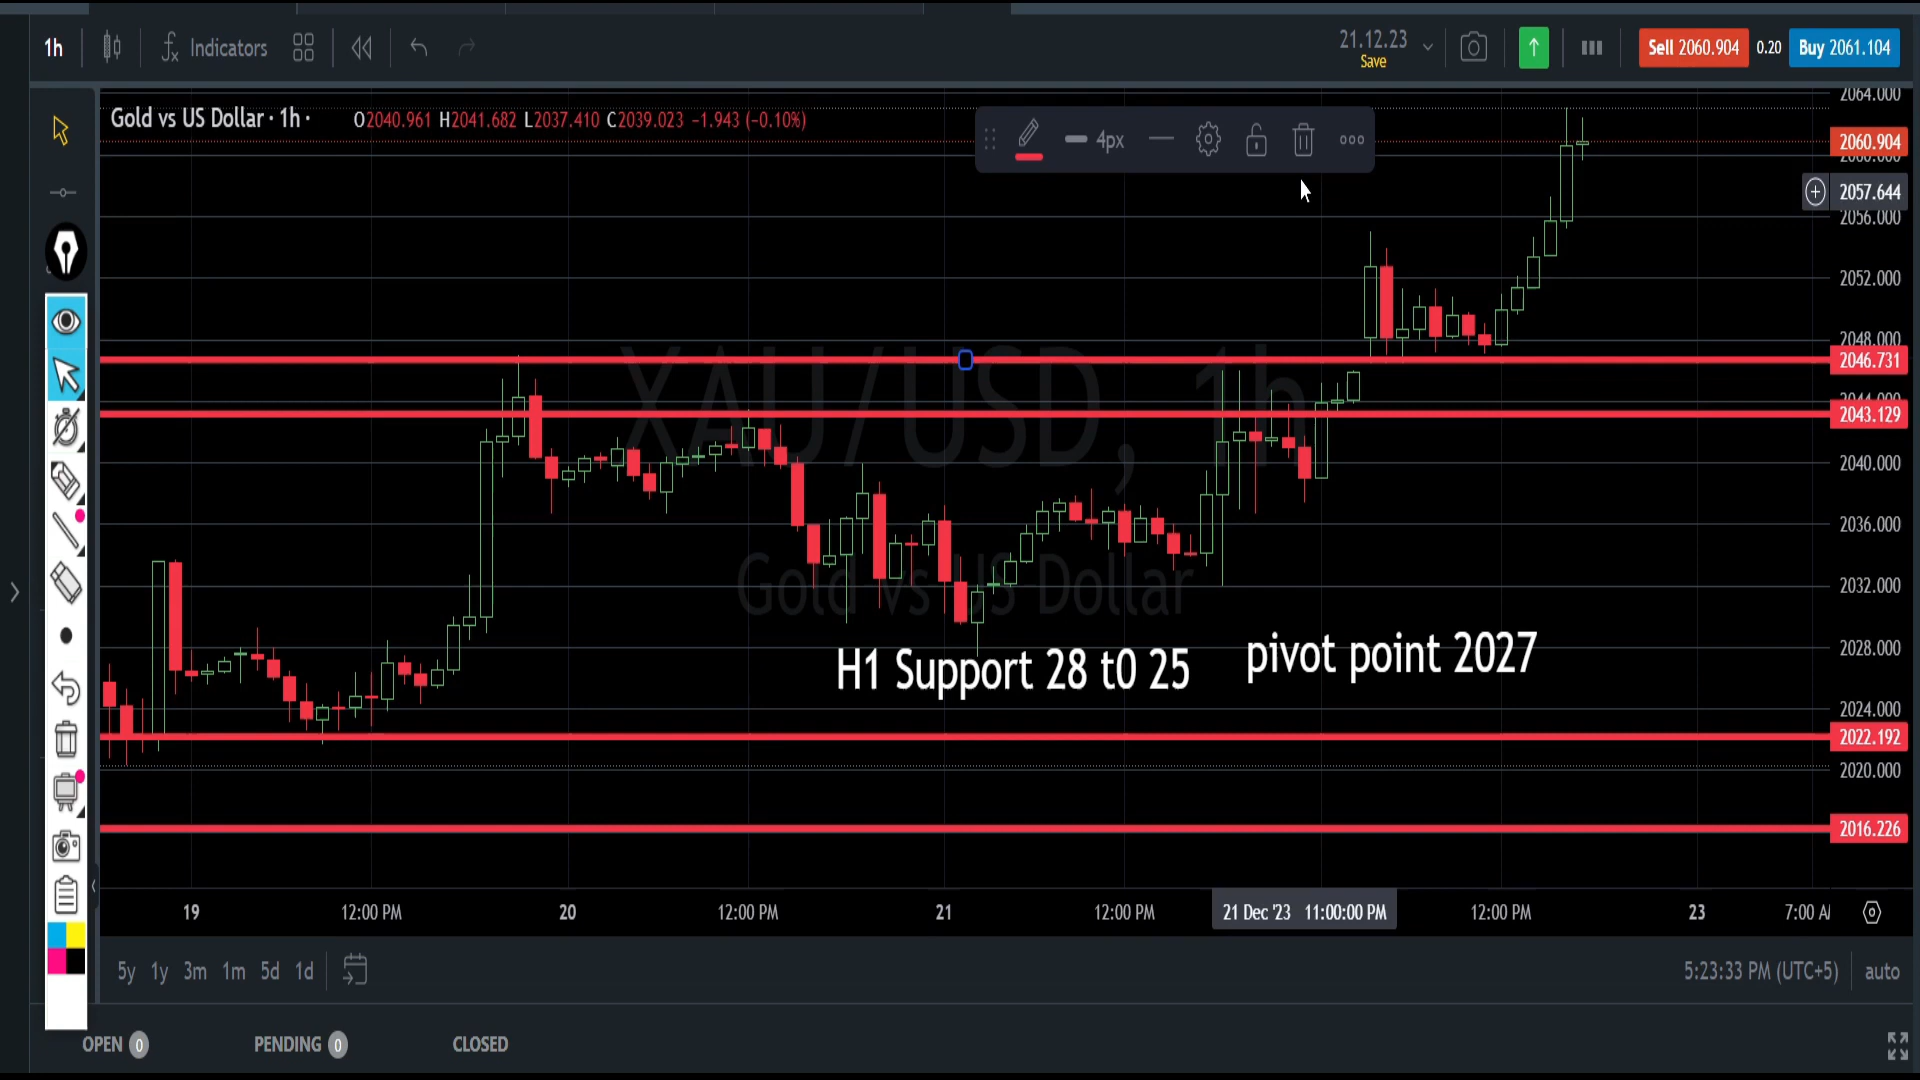 1h
Indicators
21.12.23
Save
Sell 2060.904
0.20
Buy 2061.104
Gold vs US Dollar · 1h ·
O2040.961 H2041.682 L2037.410 C2039.023 −1.943 (−0.10%)
4px
2064.000
2060.904
2060.000
2057.644
2056.000
2052.000
2048.000
2046.731
2044.000
2043.129
2040.000
2036.000
2032.000
2028.000
2024.000
2022.192
2020.000
2016.226
XAU/USD, 1h
Gold vs US Dollar
H1 Support 28 t0 25
pivot point 2027
19
12:00 PM
20
12:00 PM
21
12:00 PM
21 Dec '23 11:00:00 PM
12:00 PM
23
7:00 A
5y 1y 3m 1m 5d 1d
5:23:33 PM (UTC+5)
auto
OPEN 0
PENDING 0
CLOSED